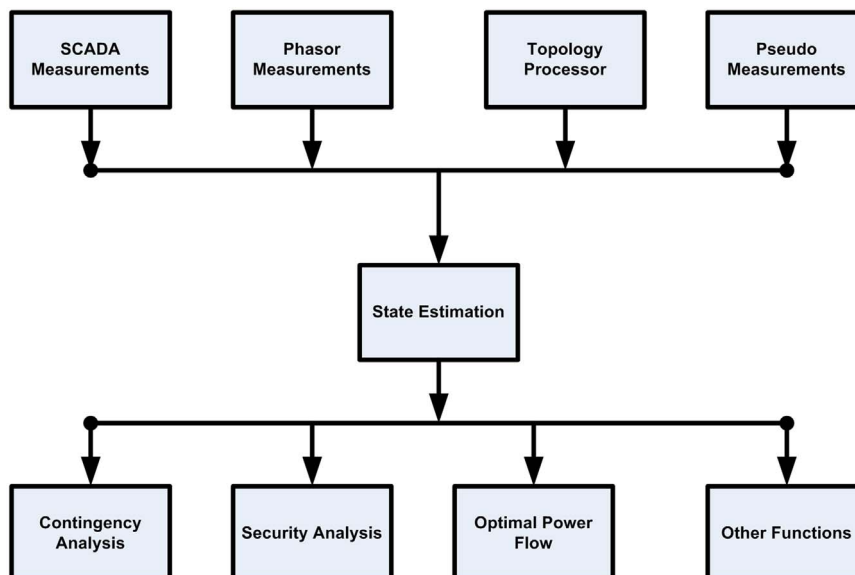 SCADA
Measurements
Phasor
Measurements
Topology
Processor
Pseudo
Measurements
State Estimation
Contingency
Analysis
Security Analysis
Optimal Power
Flow
Other Functions